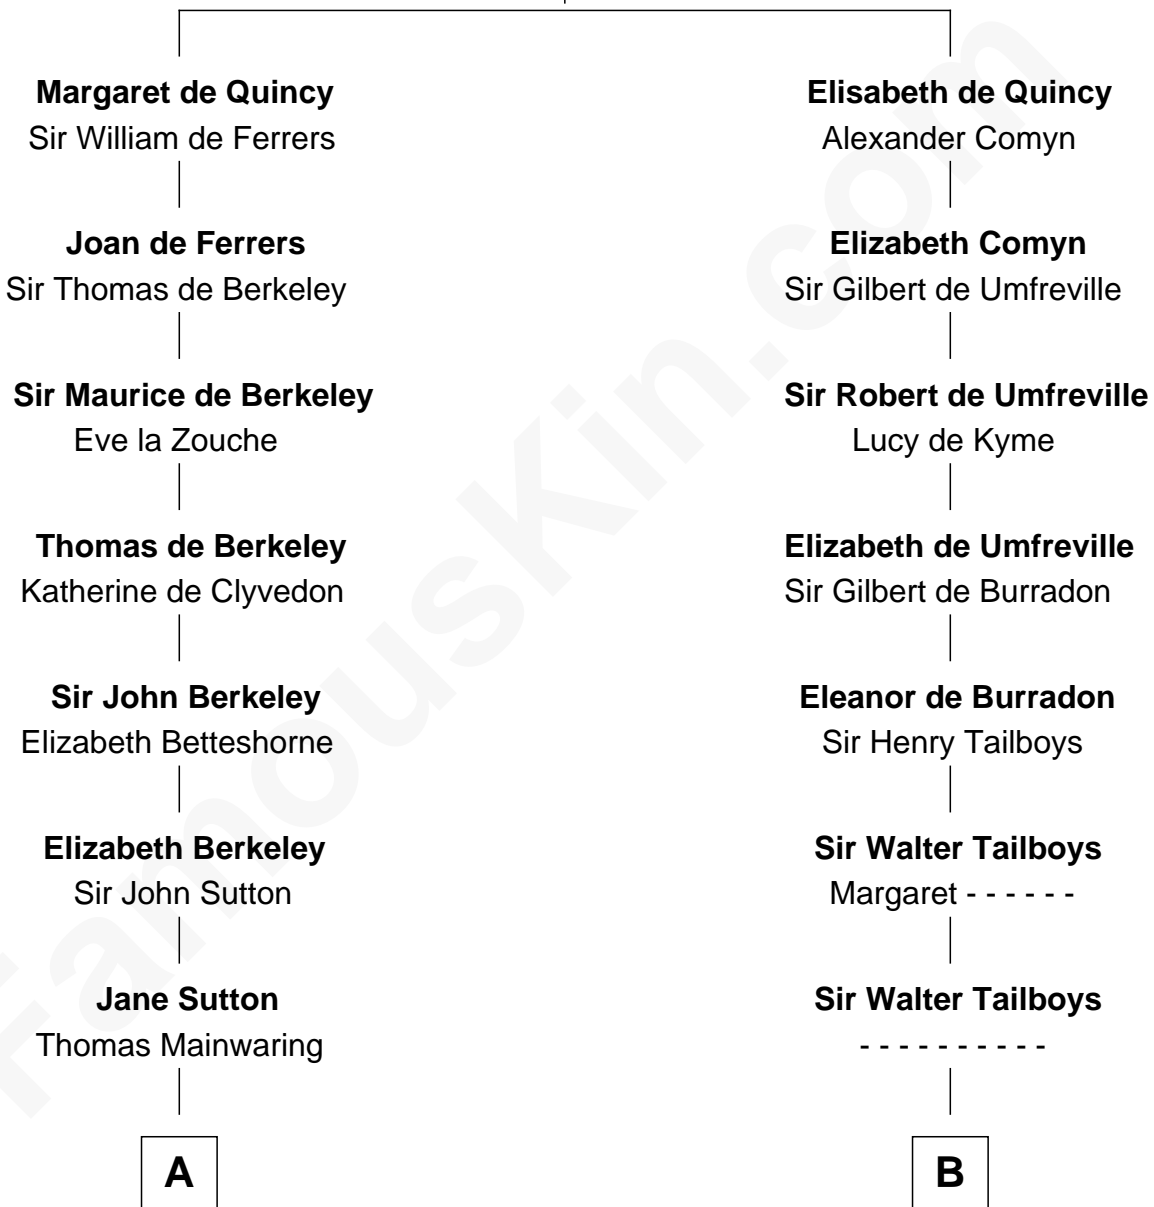 Margaret de Quincy
Sir William de Ferrers
Elisabeth de Quincy
Alexander Comyn
Joan de Ferrers
Sir Thomas de Berkeley
Elizabeth Comyn
Sir Gilbert de Umfreville
Sir Maurice de Berkeley
Eve la Zouche
Sir Robert de Umfreville
Lucy de Kyme
Thomas de Berkeley
Katherine de Clyvedon
Elizabeth de Umfreville
Sir Gilbert de Burradon
Sir John Berkeley
Elizabeth Betteshorne
Eleanor de Burradon
Sir Henry Tailboys
Elizabeth Berkeley
Sir John Sutton
Sir Walter Tailboys
Margaret - - - - - -
Jane Sutton
Thomas Mainwaring
Sir Walter Tailboys
- - - - - - - - - -
A
B
FamousKin.com